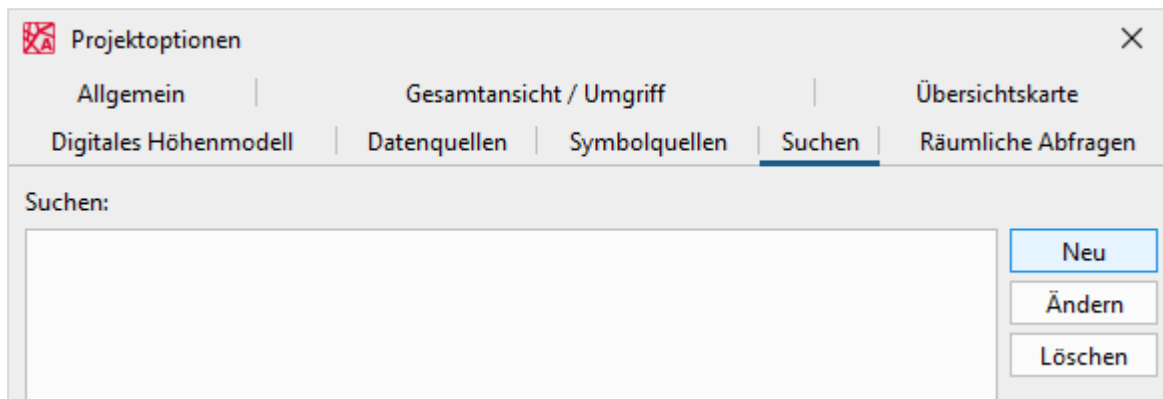 Projektoptionen
Allgemein Gesamtansicht / Umgriff Übersichtskarte
Digitales Höhenmodell Datenquellen Symbolquellen Suchen Räumliche Abfragen
Suchen:
Neu
Ändern
Löschen